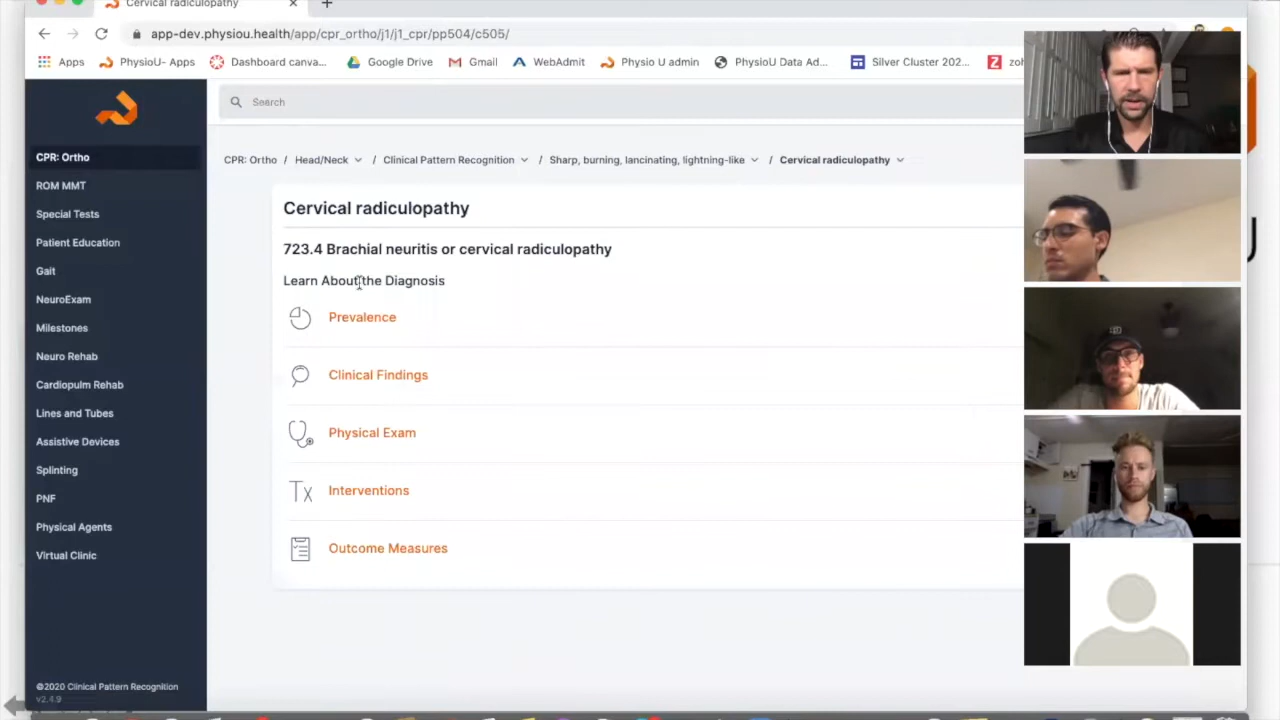 Cervical radiculopathy
app-dev.physiou.health/app/cpr_ortho/j1/j1_cpr/pp504/c505/
Apps PhysioU- Apps Dashboard canva... Google Drive Gmail WebAdmit Physio U admin PhysioU Data Ad... Silver Cluster 202... zoh
Search
CPR: Ortho / Head/Neck / Clinical Pattern Recognition / Sharp, burning, lancinating, lightning-like / Cervical radiculopathy
CPR: Ortho
ROM MMT
Special Tests
Patient Education
Gait
NeuroExam
Milestones
Neuro Rehab
Cardiopulm Rehab
Lines and Tubes
Assistive Devices
Splinting
PNF
Physical Agents
Virtual Clinic
©2020 Clinical Pattern Recognition
v2.4.9
Cervical radiculopathy
723.4 Brachial neuritis or cervical radiculopathy
Learn About the Diagnosis
Prevalence
Clinical Findings
Physical Exam
Tx Interventions
Outcome Measures
U